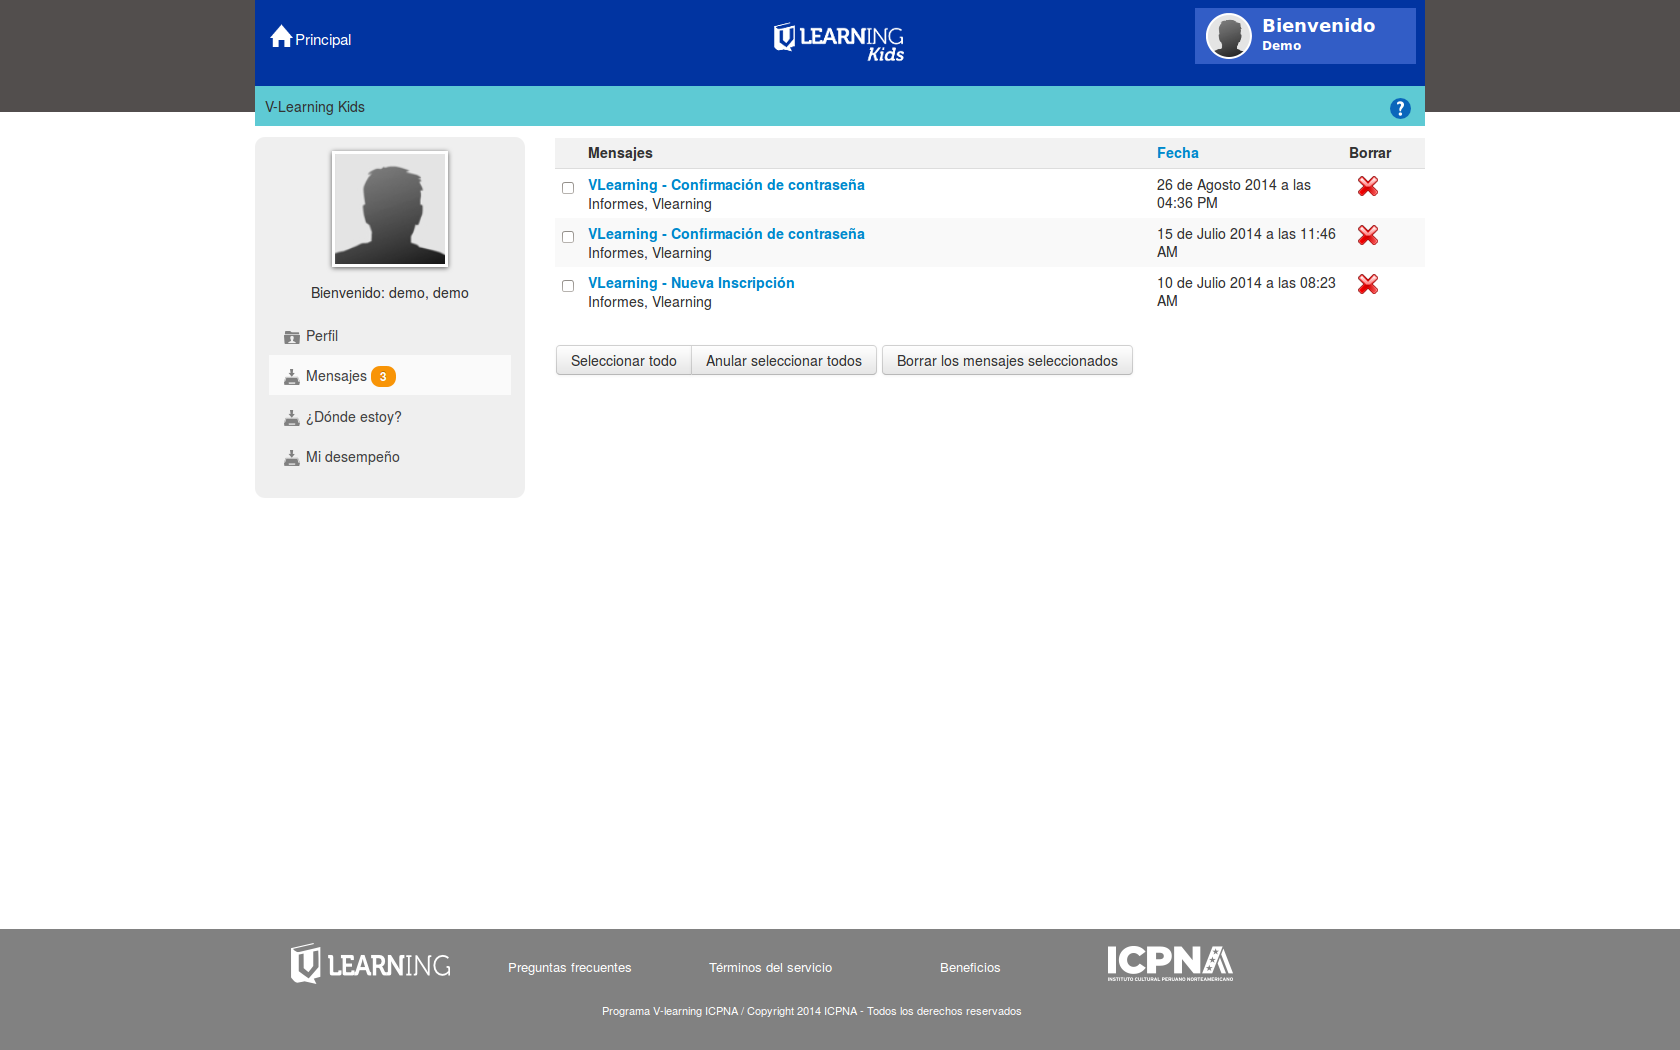 Principal
LEARNING
Kids
Bienvenido
Demo
V-Learning Kids
?
Bienvenido: demo, demo
Perfil
Mensajes 3
¿Dónde estoy?
Mi desempeño
Mensajes Fecha Borrar
VLearning - Confirmación de contraseña
Informes, Vlearning
26 de Agosto 2014 a las
04:36 PM
VLearning - Confirmación de contraseña
Informes, Vlearning
15 de Julio 2014 a las 11:46
AM
VLearning - Nueva Inscripción
Informes, Vlearning
10 de Julio 2014 a las 08:23
AM
Seleccionar todo Anular seleccionar todos Borrar los mensajes seleccionados
LEARNING
Preguntas frecuentes
Términos del servicio
Beneficios
ICPNA
INSTITUTO CULTURAL PERUANO NORTEAMERICANO
Programa V-learning ICPNA / Copyright 2014 ICPNA - Todos los derechos reservados